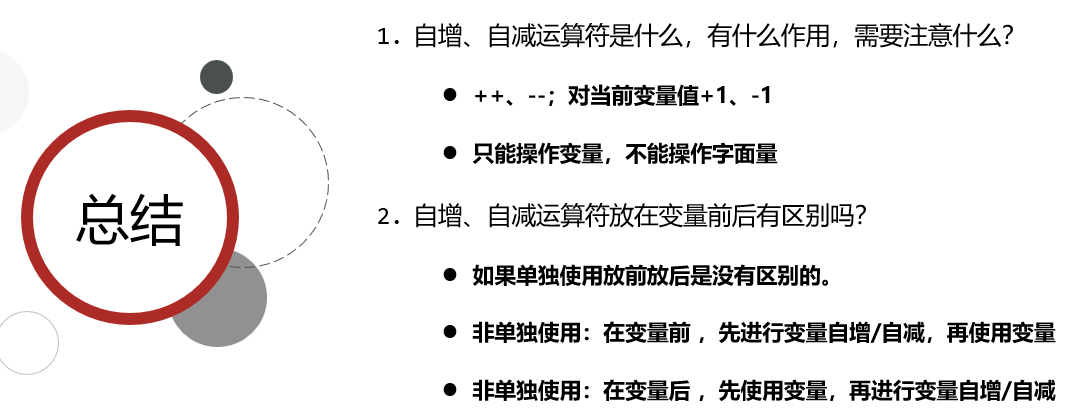 总结
1. 自增、自减运算符是什么，有什么作用，需要注意什么？
● ++、--；对当前变量值+1、-1
● 只能操作变量，不能操作字面量
2. 自增、自减运算符放在变量前后有区别吗？
● 如果单独使用放前放后是没有区别的。
● 非单独使用：在变量前 ，先进行变量自增/自减，再使用变量
● 非单独使用：在变量后 ，先使用变量，再进行变量自增/自减